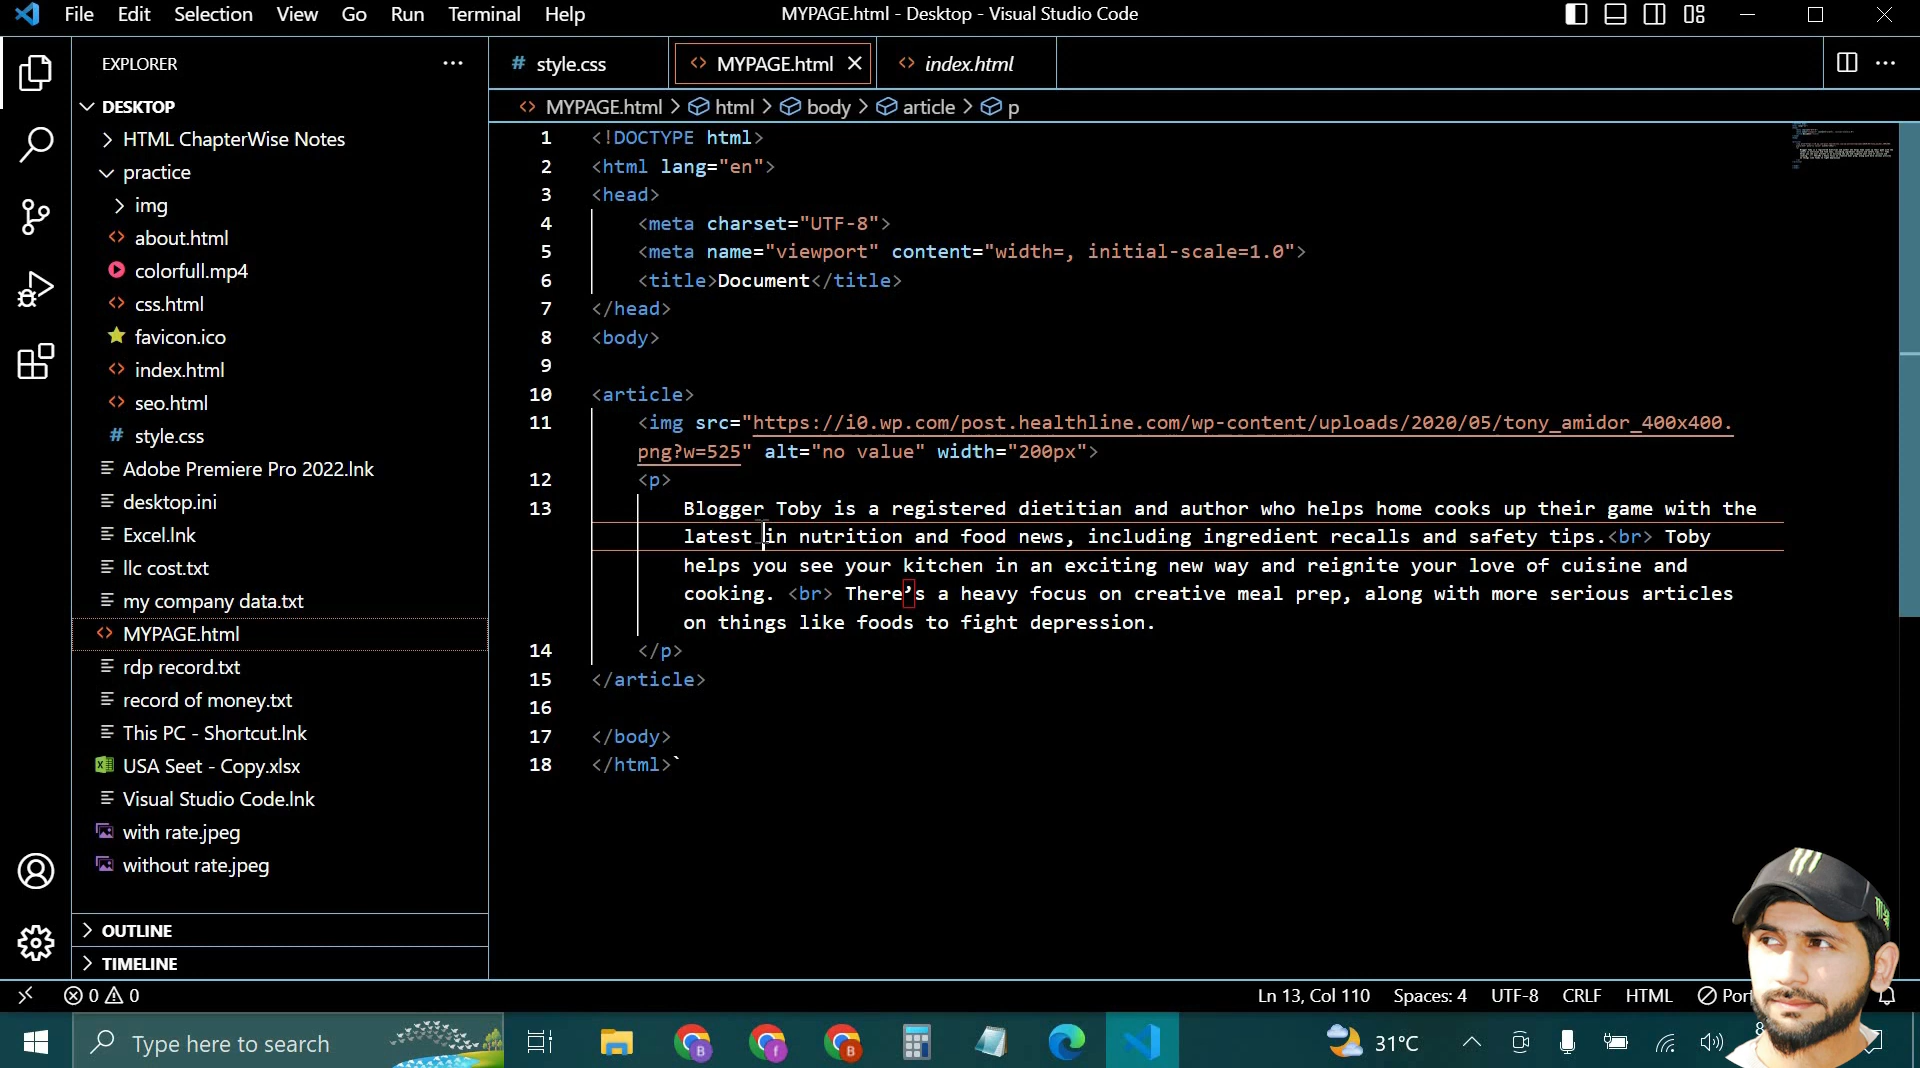 File Edit Selection View Go Run Terminal Help
MYPAGE.html - Desktop - Visual Studio Code
EXPLORER
DESKTOP
HTML ChapterWise Notes
practice
img
about.html
colorfull.mp4
css.html
favicon.ico
index.html
seo.html
# style.css
Adobe Premiere Pro 2022.lnk
desktop.ini
Excel.lnk
llc cost.txt
my company data.txt
MYPAGE.html
rdp record.txt
record of money.txt
This PC - Shortcut.lnk
USA Seet - Copy.xlsx
Visual Studio Code.lnk
with rate.jpeg
without rate.jpeg
OUTLINE
TIMELINE
# style.css
<> MYPAGE.html
<> index.html
<> MYPAGE.html > html > body > article > p
1 <!DOCTYPE html>
2 <html lang="en">
3 <head>
4 <meta charset="UTF-8">
5 <meta name="viewport" content="width=, initial-scale=1.0">
6 <title>Document</title>
7 </head>
8 <body>
9
10 <article>
11 <img src="https://i0.wp.com/post.healthline.com/wp-content/uploads/2020/05/tony_amidor_400x400.
png?w=525" alt="no value" width="200px">
12 <p>
13 Blogger Toby is a registered dietitian and author who helps home cooks up their game with the
latest in nutrition and food news, including ingredient recalls and safety tips.<br> Toby
helps you see your kitchen in an exciting new way and reignite your love of cuisine and
cooking. <br> There’s a heavy focus on creative meal prep, along with more serious articles
on things like foods to fight depression.
14 </p>
15 </article>
16
17 </body>
18 </html>`
0 0
Ln 13, Col 110 Spaces: 4 UTF-8 CRLF HTML
Type here to search
B f B
31°C